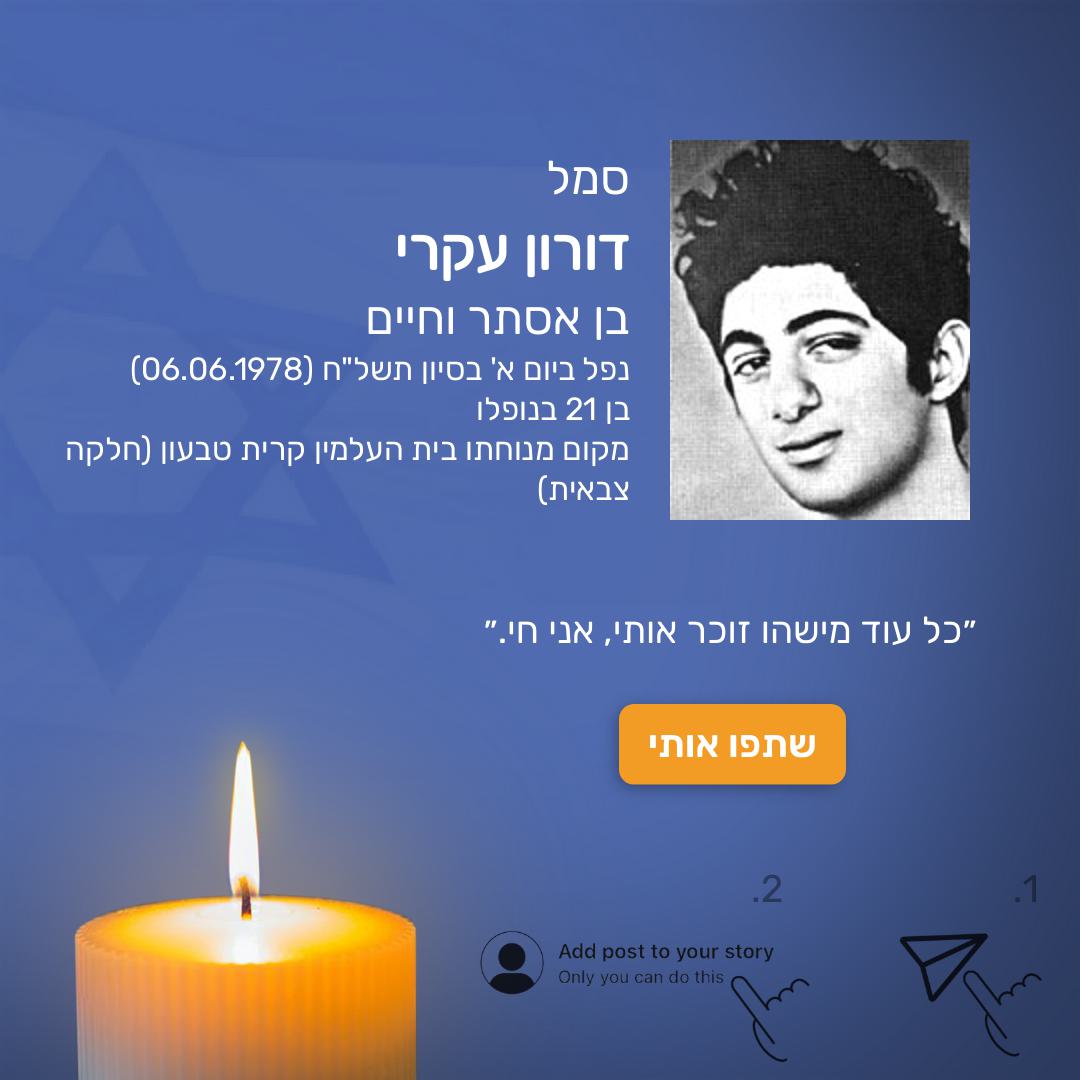 סמל
דורון עקרי
בן אסתר וחיים
נפל ביום א' בסיון תשל"ח (06.06.1978)
בן 21 בנופלו
מקום מנוחתו בית העלמין קרית טבעון (חלקה
צבאית)
״כל עוד מישהו זוכר אותי, אני חי.״
שתפו אותי
1.
2.
Add post to your story
Only you can do this